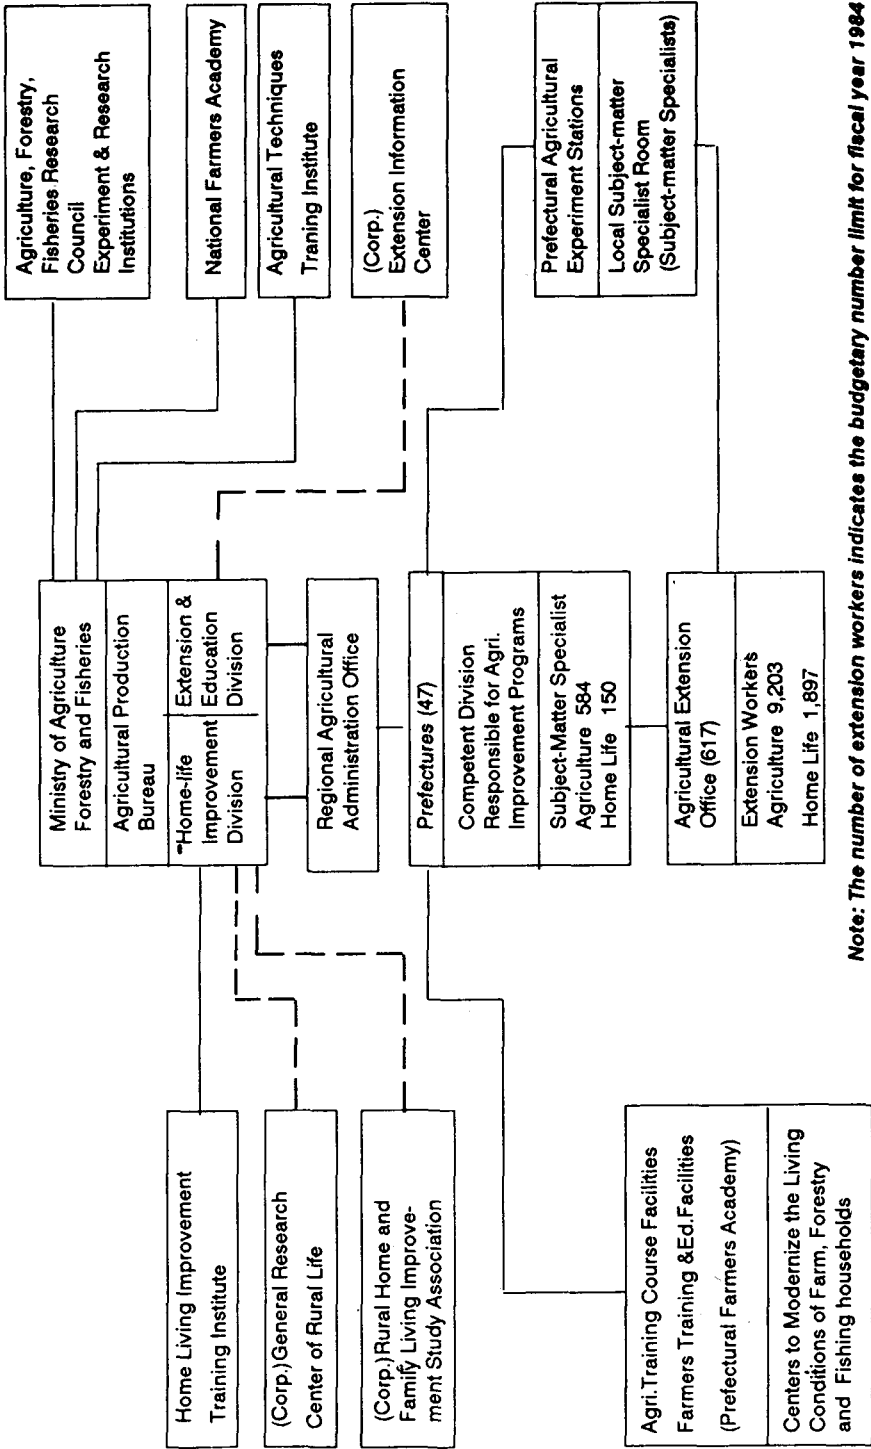 Agriculture, Forestry,
Fisheries Research
Council
Experiment & Research
Institutions
National Farmers Academy
Agricultural Techniques
Traning Institute
(Corp.)
Extension Information
Center
Ministry of Agriculture
Forestry and Fisheries
Agricultural Production
Bureau
*Home-life
Improvement
Division
Extension &
Education
Division
Regional Agricultural
Administration Office
Home Living Improvement
Training Institute
(Corp.)General Research
Center of Rural Life
(Corp.)Rural Home and
Family Living Improve-
ment Study Association
Prefectures (47)
Competent Division
Responsible for Agri.
Improvement Programs
Subject-Matter Specialist
Agriculture 584
Home Life 150
Prefectural Agricultural
Experiment Stations
Local Subject-matter
Specialist Room
(Subject-matter Specialists)
Agricultural Extension
Office (617)
Extension Workers
Agriculture 9,203
Home Life 1,897
Agri.Training Course Facilities
Farmers Training &Ed.Facilities
(Prefectural Farmers Academy)
Centers to Modernize the Living
Conditions of Farm, Forestry
and Fishing households
Note: The number of extension workers indicates the budgetary number limit for fiscal year 1984